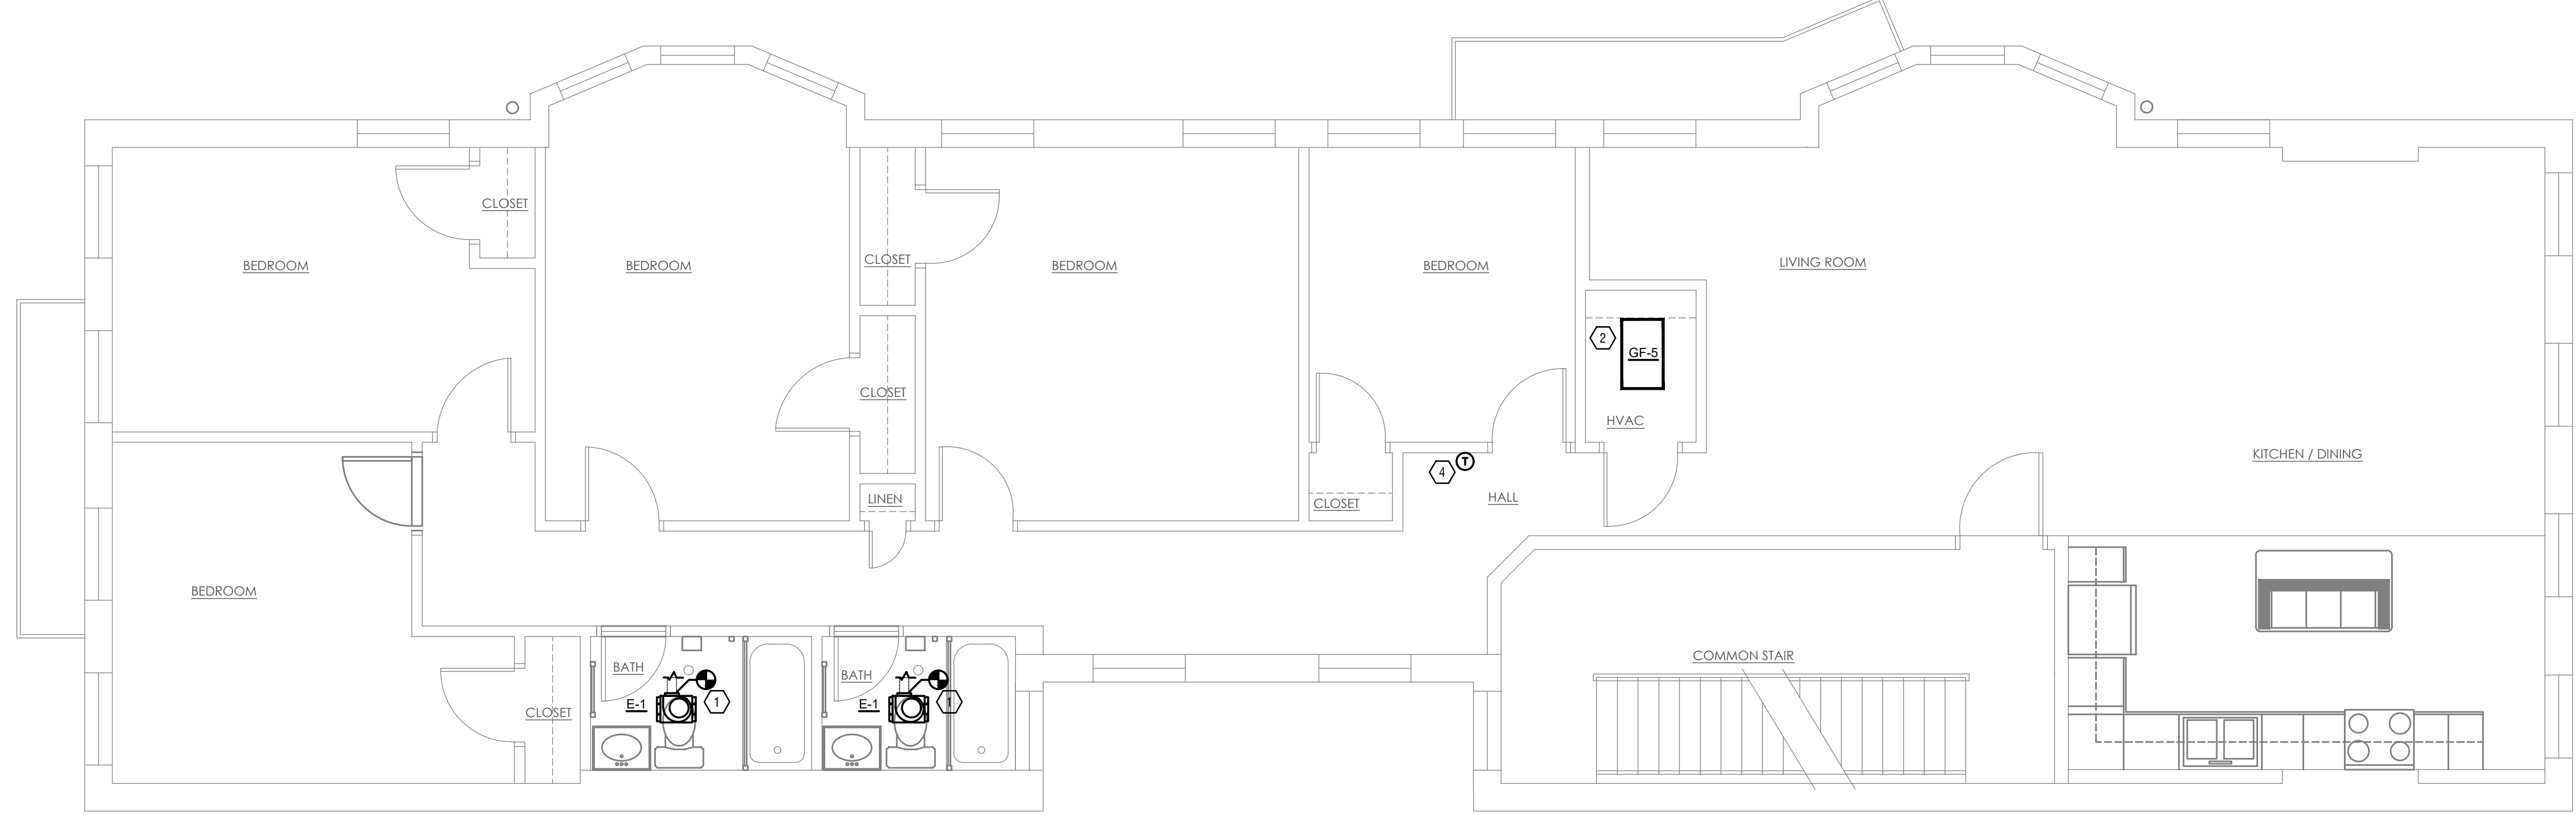 CLOSET
BEDROOM
BEDROOM
CLOSET
BEDROOM
BEDROOM
LIVING ROOM
2
GF-5
CLOSET
HVAC
KITCHEN / DINING
4
T
LINEN
CLOSET
HALL
BEDROOM
COMMON STAIR
BATH
BATH
E-1
1
E-1
1
CLOSET